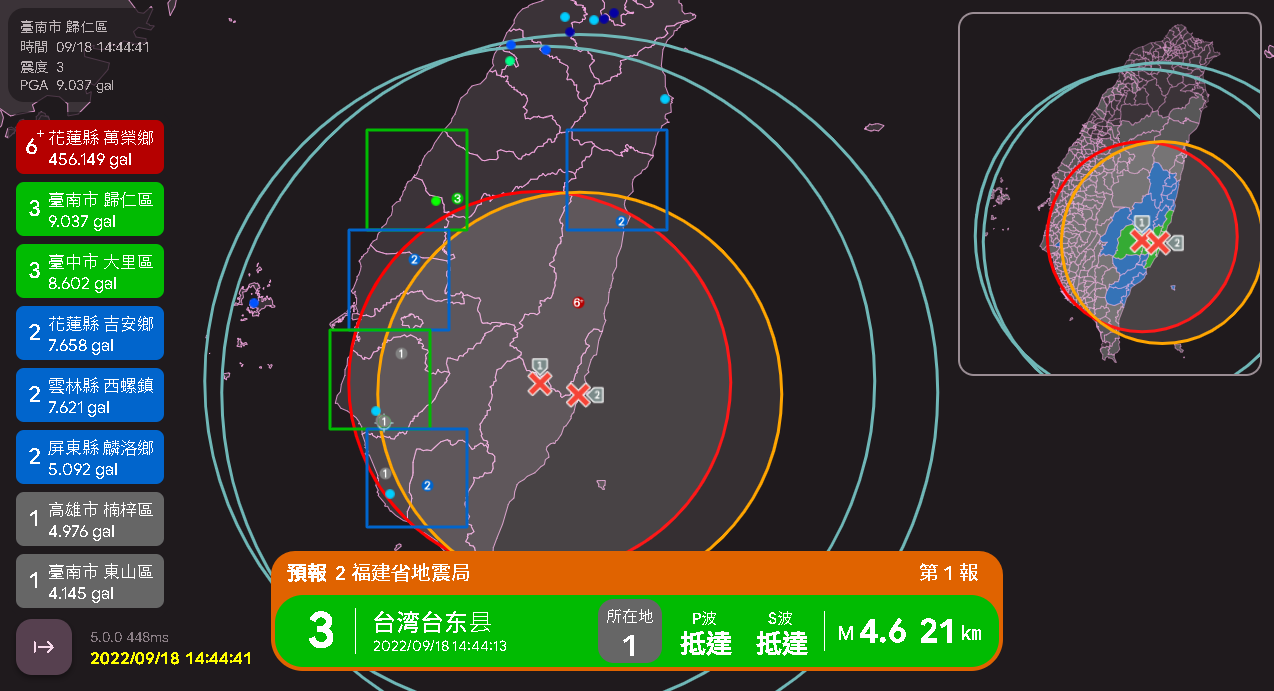 臺南市 歸仁區
時間 09/18 14:44:41
震度 3
PGA 9.037 gal
6+ 花蓮縣 萬榮鄉
456.149 gal
3 臺南市 歸仁區
9.037 gal
3 臺中市 大里區
8.602 gal
2 花蓮縣 吉安鄉
7.658 gal
2 雲林縣 西螺鎮
7.621 gal
2 屏東縣 麟洛鄉
5.092 gal
1 高雄市 楠梓區
4.976 gal
1 臺南市 東山區
4.145 gal
5.0.0 448ms
2022/09/18 14:44:41
3
2
2
6+
1
1
2
1
1
2
1
2
預報 2 福建省地震局 第 1 報
3 台湾台东县
2022/09/18 14:44:13
所在地
1
P波
抵達
S波
抵達
M 4.6 21 km